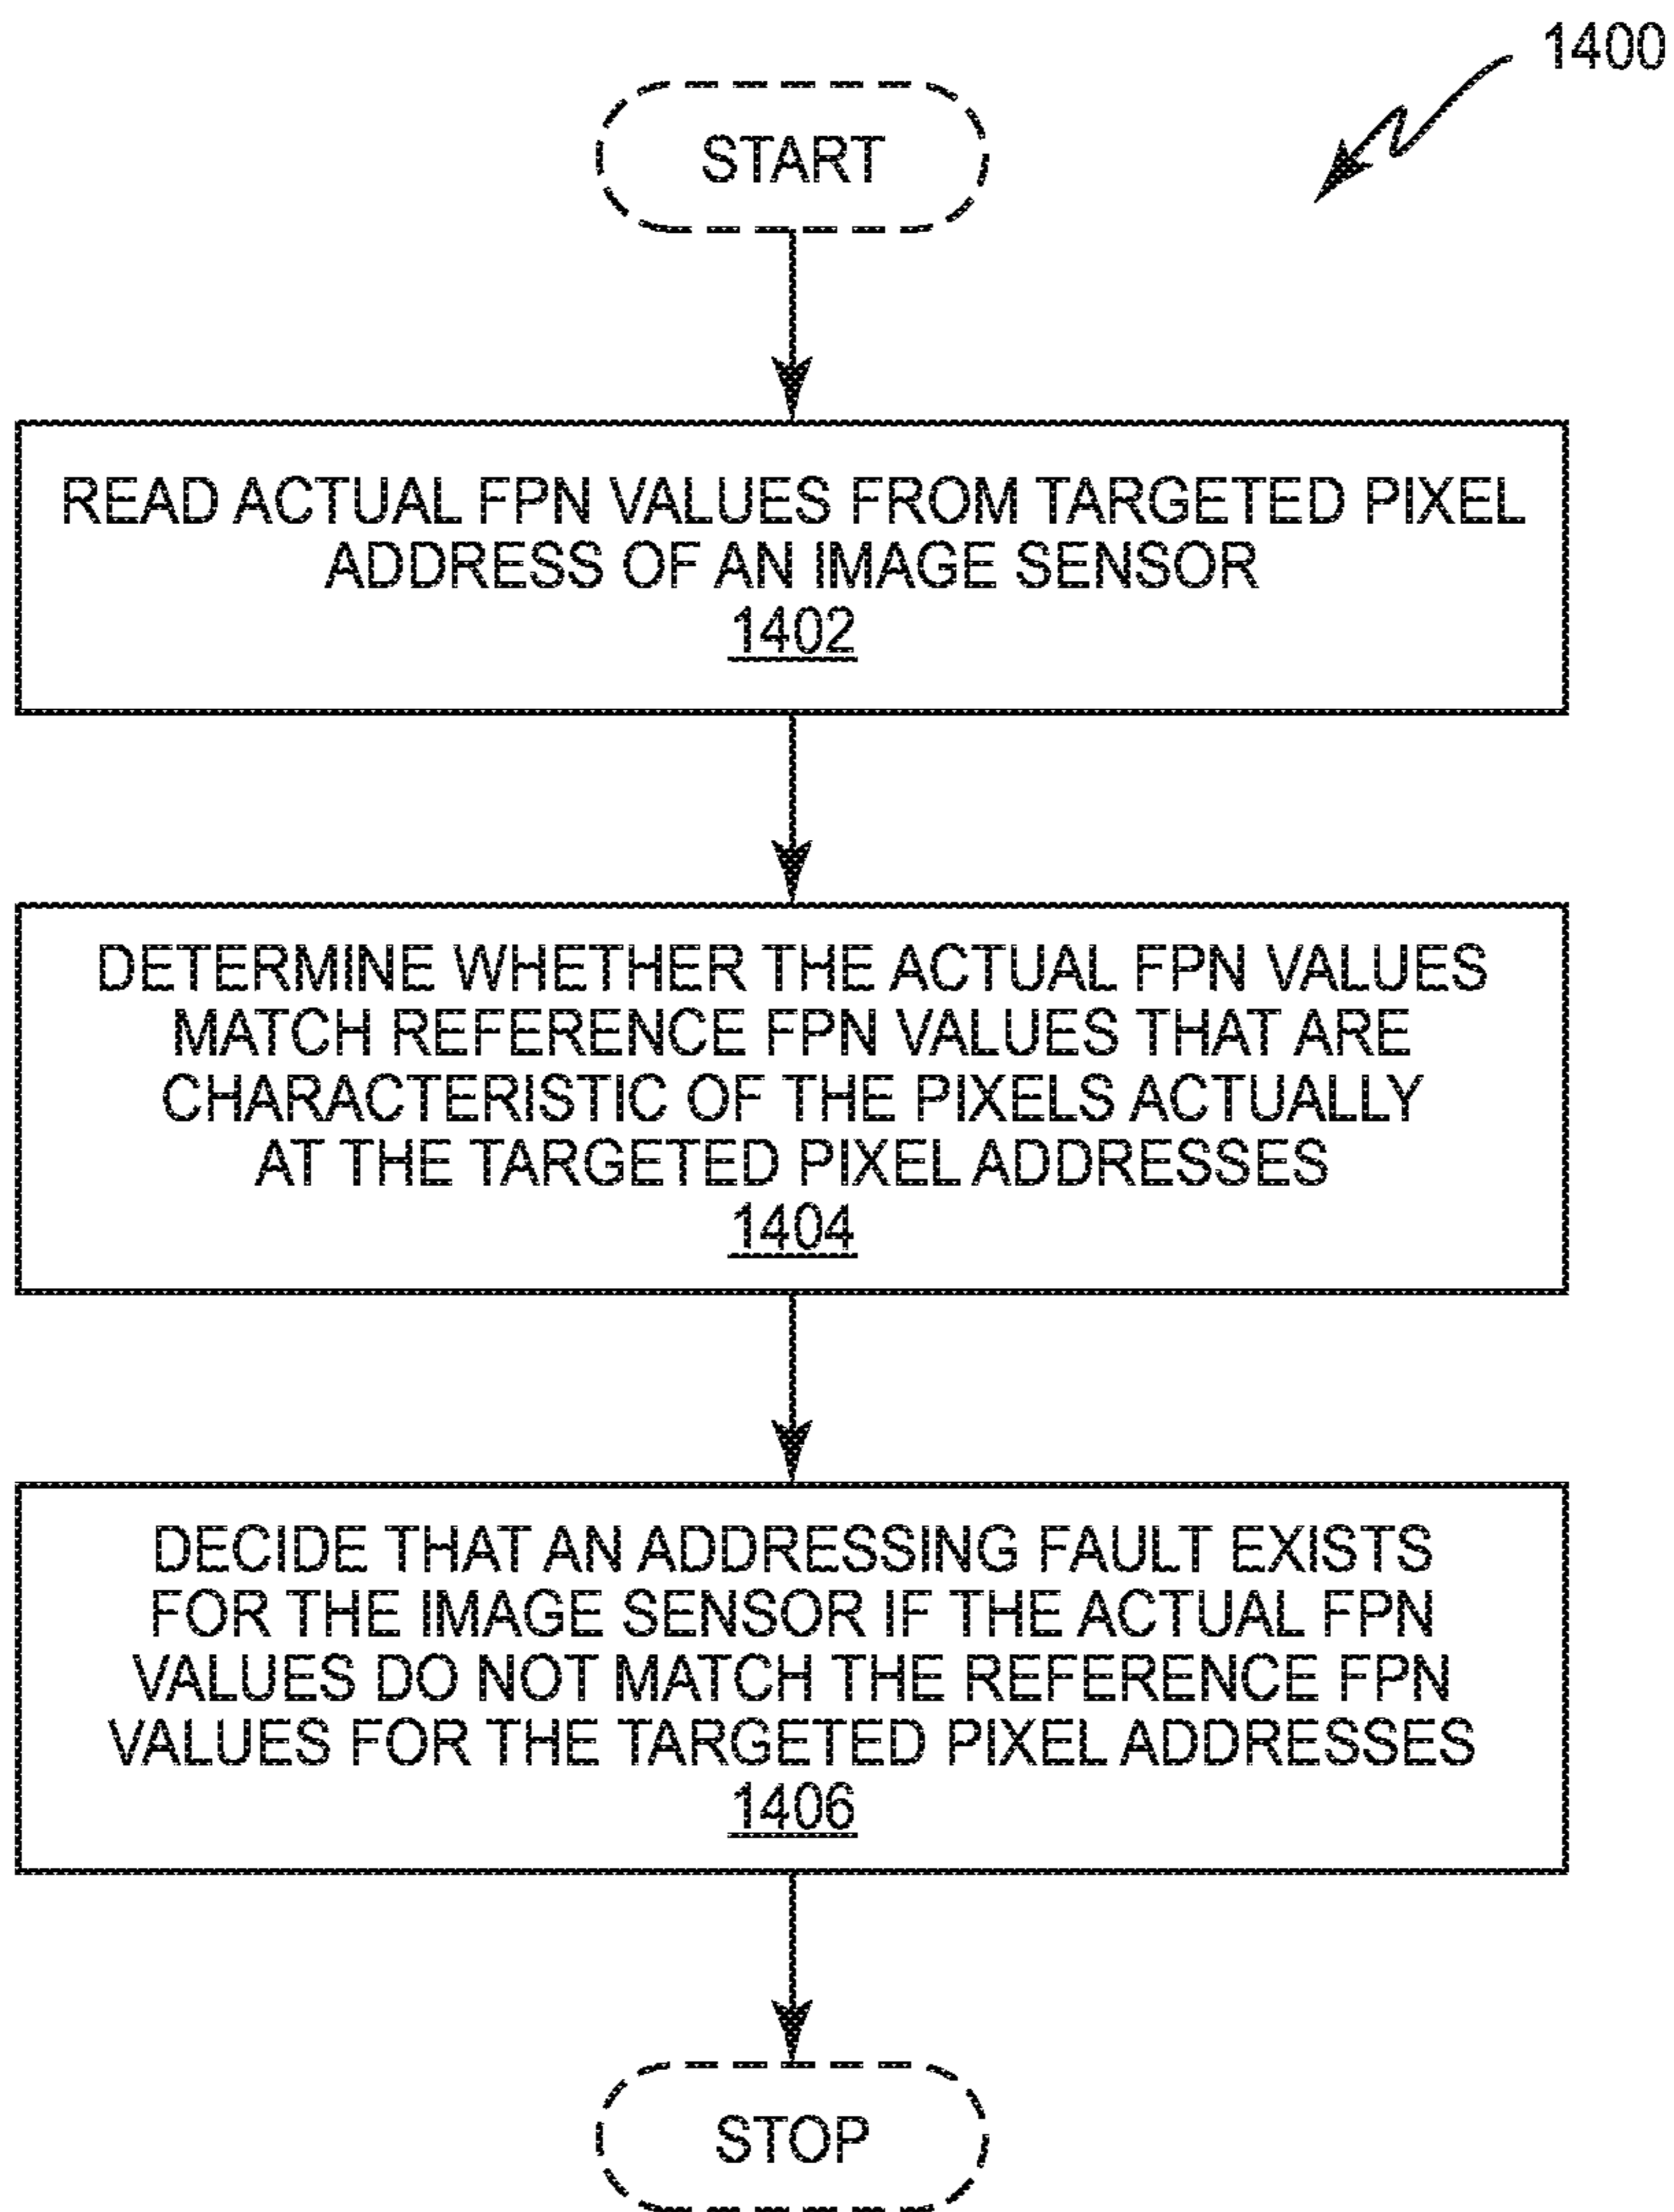 1400
START
READ ACTUAL FPN VALUES FROM TARGETED PIXEL
ADDRESS OF AN IMAGE SENSOR
1402
DETERMINE WHETHER THE ACTUAL FPN VALUES
MATCH REFERENCE FPN VALUES THAT ARE
CHARACTERISTIC OF THE PIXELS ACTUALLY
AT THE TARGETED PIXEL ADDRESSES
1404
DECIDE THAT AN ADDRESSING FAULT EXISTS
FOR THE IMAGE SENSOR IF THE ACTUAL FPN
VALUES DO NOT MATCH THE REFERENCE FPN
VALUES FOR THE TARGETED PIXEL ADDRESSES
1406
STOP